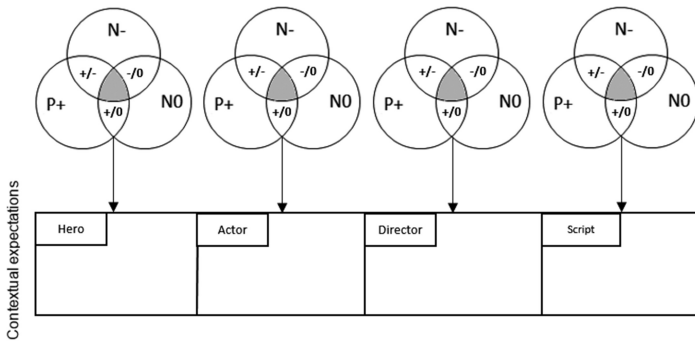 N- N- N- N-
+/- -/0 +/- -/0 +/- -/0 +/- -/0
P+ N0 P+ N0 P+ N0 P+ N0
+/0 +/0 +/0 +/0
Contextual expectations
Hero Actor Director Script